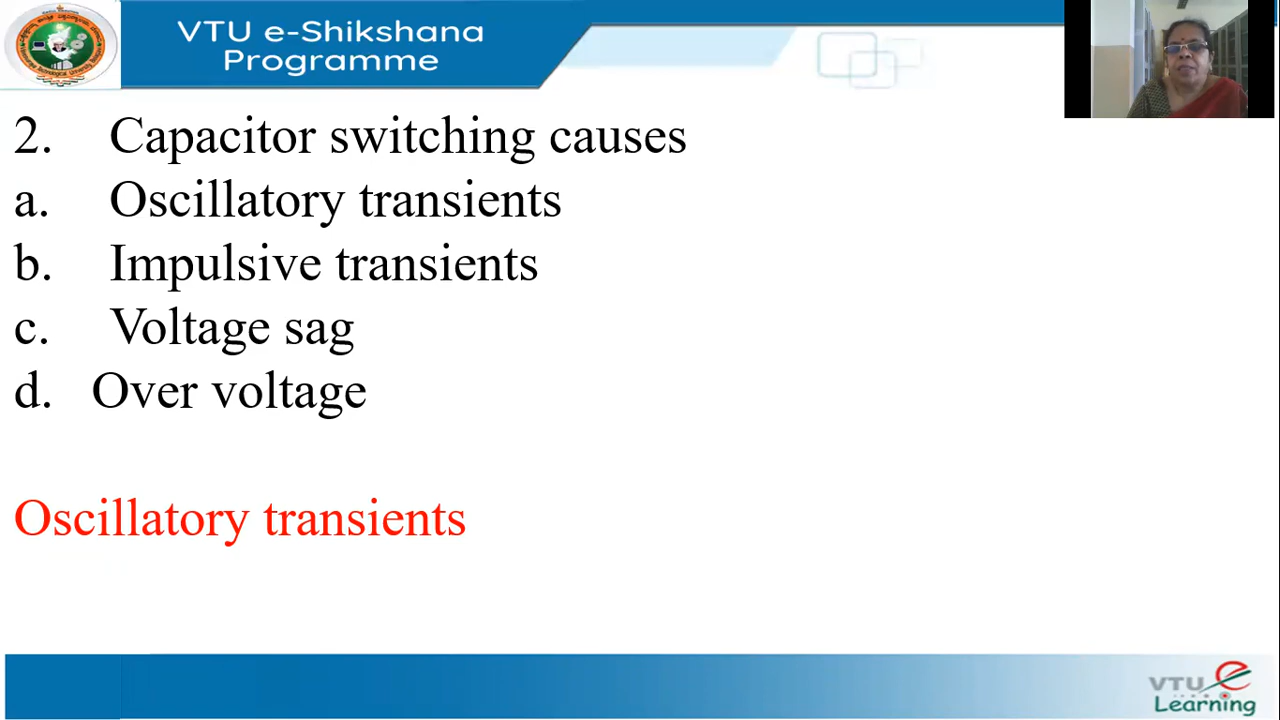 VTU e-Shikshana
Programme
2. Capacitor switching causes
a. Oscillatory transients
b. Impulsive transients
c. Voltage sag
d. Over voltage
Oscillatory transients
VTU e
Learning